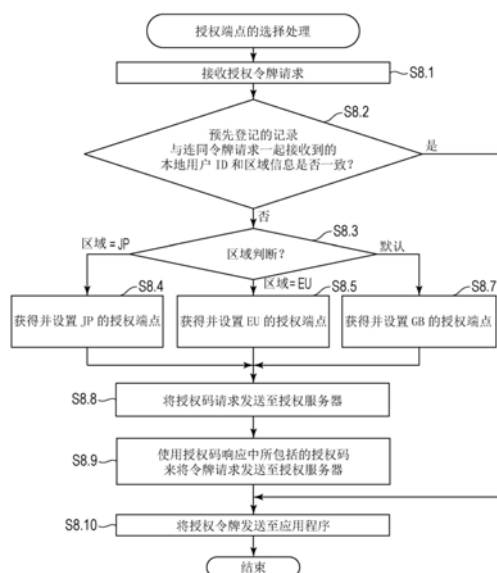 授权端点的选择处理
接收授权令牌请求
S8.1
S8.2
预先登记的记录
与连同令牌请求一起接收到的
本地用户 ID 和区域信息是否一致？
是
否
S8.3
区域 = JP
区域判断？
默认
区域= EU
S8.4
S8.5
S8.7
获得并设置 JP 的授权端点
获得并设置 EU 的授权端点
获得并设置 GB 的授权端点
S8.8
将授权码请求发送至授权服务器
S8.9
使用授权码响应中所包括的授权码
来将令牌请求发送至授权服务器
S8.10
将授权令牌发送至应用程序
结束